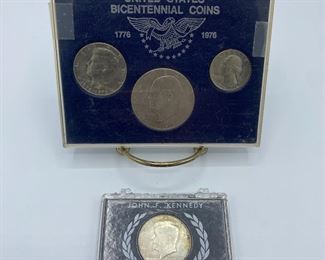 UNITED STATES
BICENTENNIAL COINS
1776 1976
JOHN F. KENNEDY